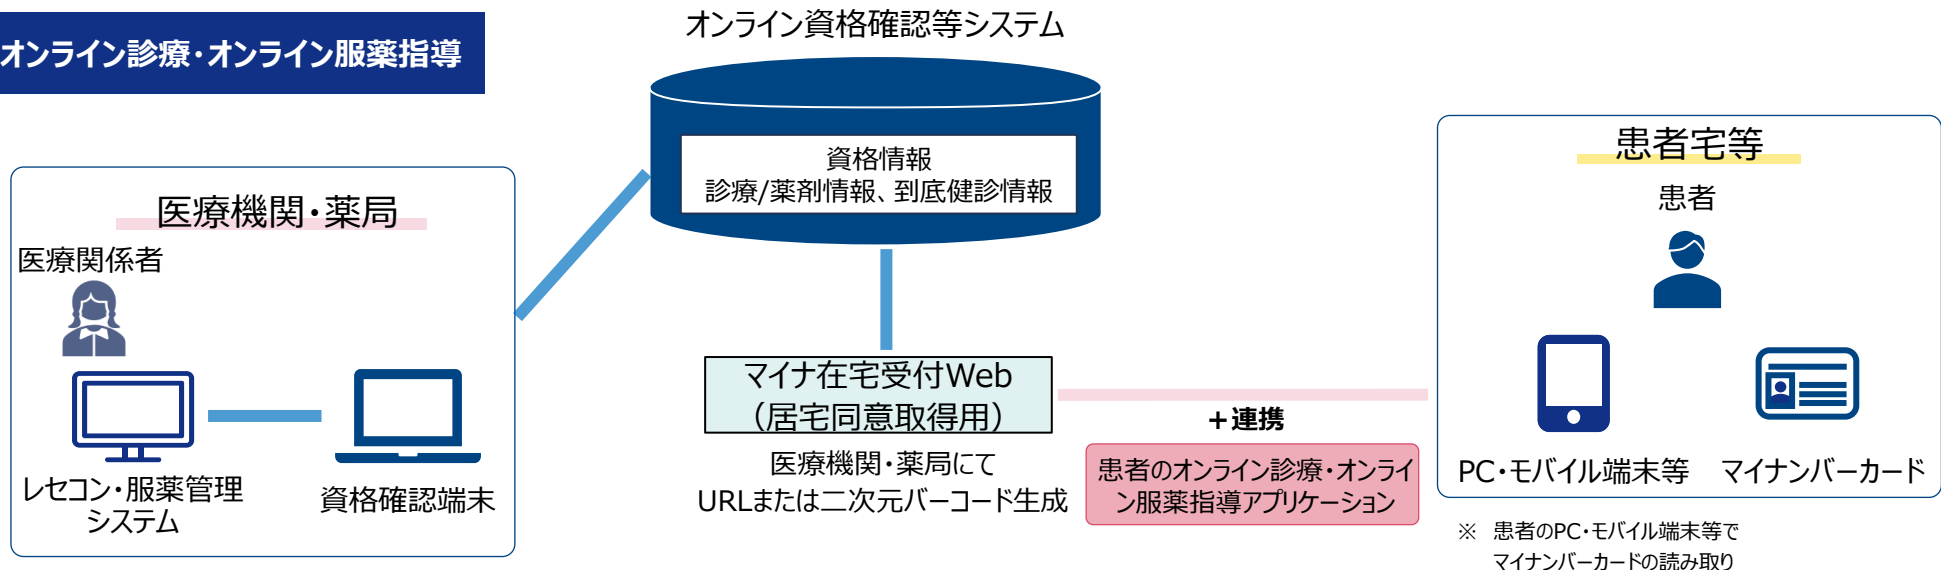 オンライン診療・オンライン服薬指導
オンライン資格確認等システム
資格情報
診療/薬剤情報、到底健診情報
医療機関・薬局
医療関係者
レセコン・服薬管理
システム
資格確認端末
マイナ在宅受付Web
（居宅同意取得用）
医療機関・薬局にて
URLまたは二次元バーコード生成
＋連携
患者のオンライン診療・オンライ
ン服薬指導アプリケーション
患者宅等
患者
PC・モバイル端末等
マイナンバーカード
※ 患者のPC・モバイル端末等で
マイナンバーカードの読み取り